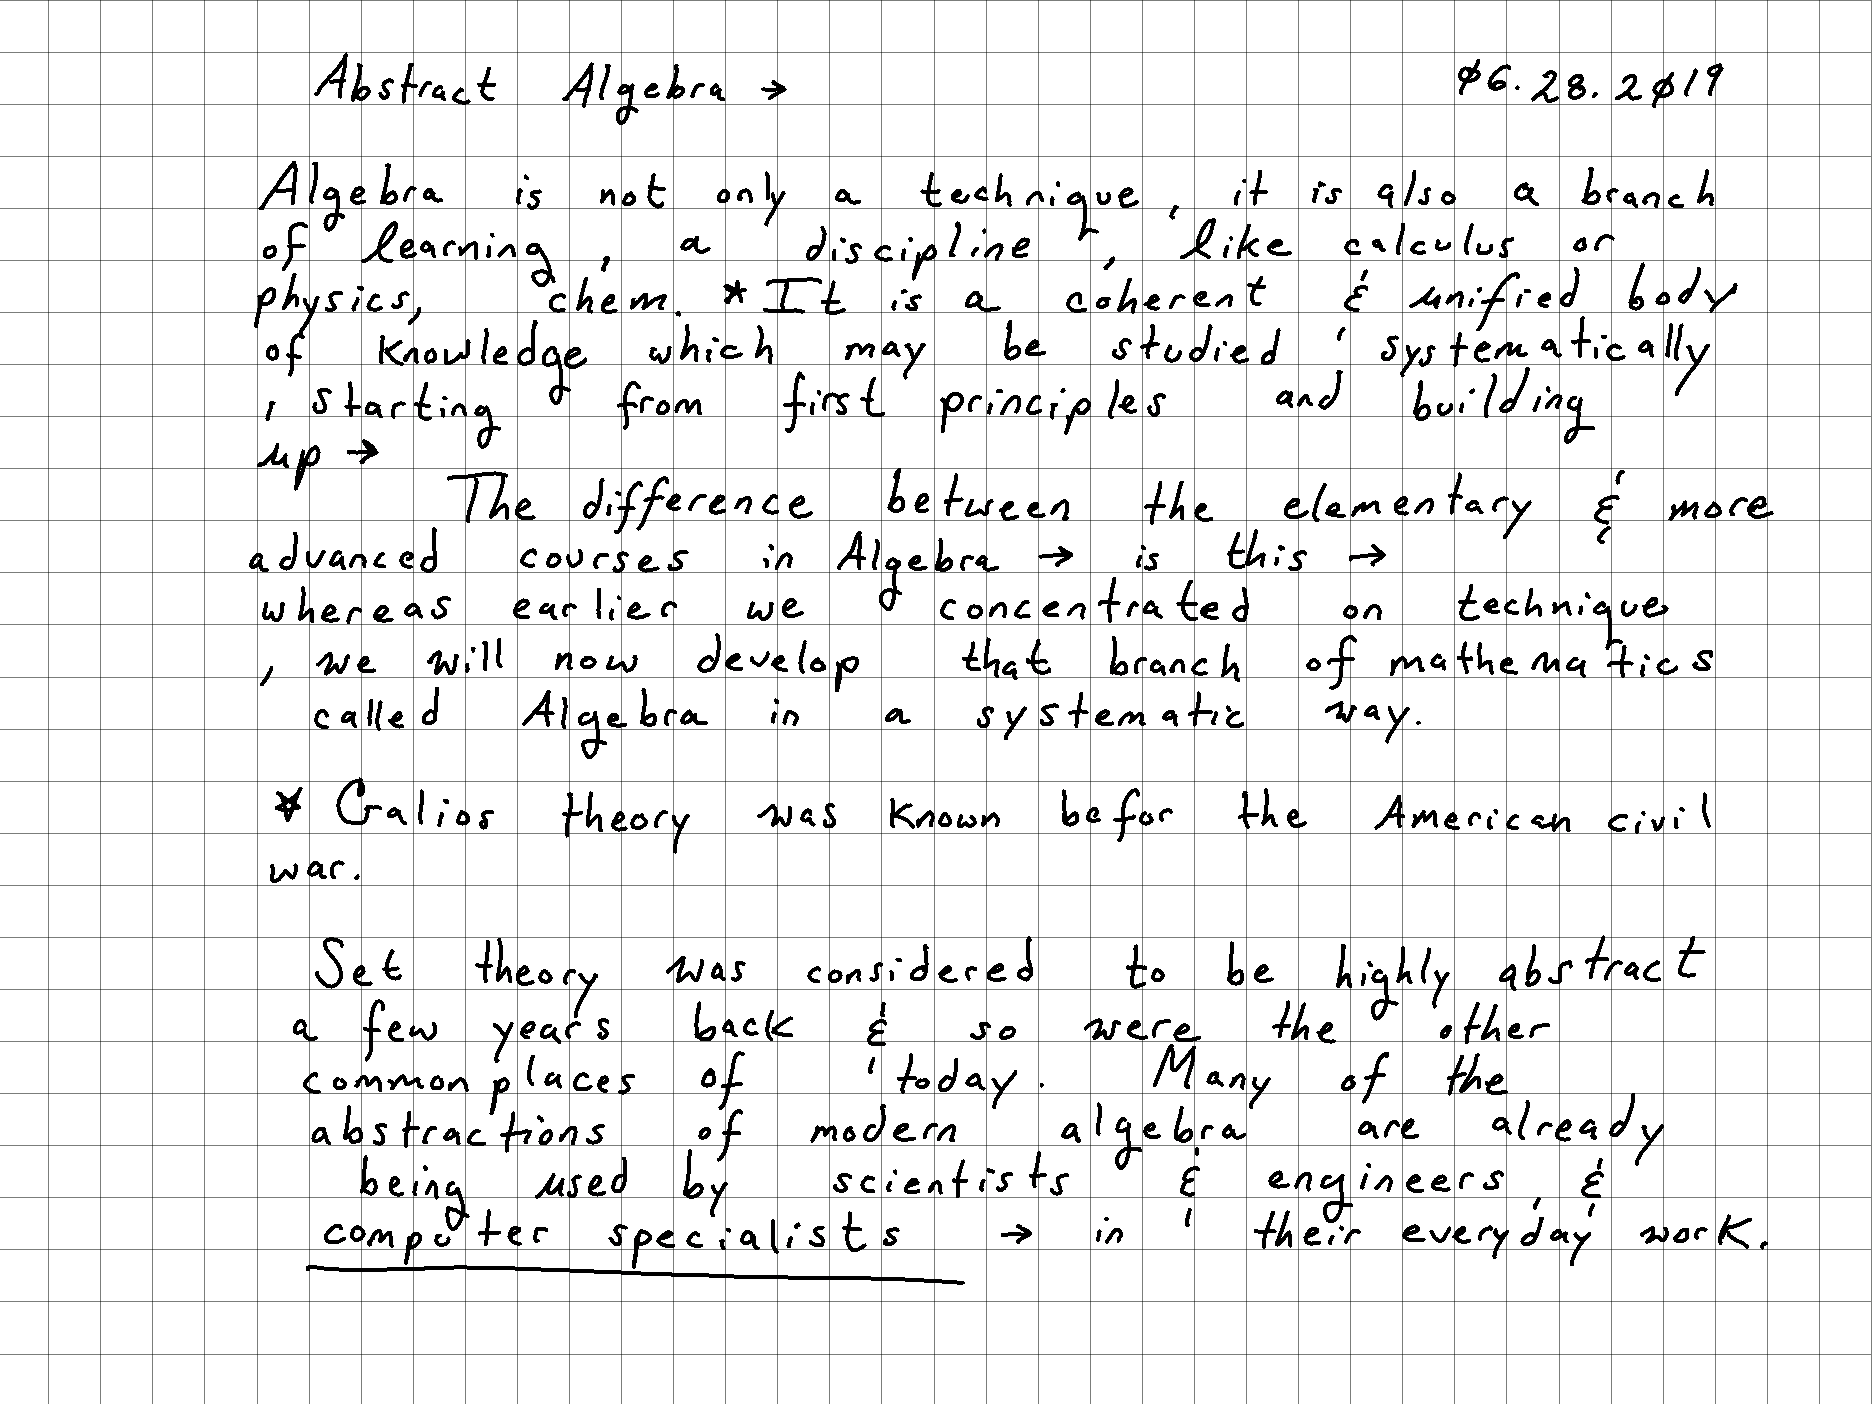 Abstract Algebra → 06.28.2019
Algebra is not only a technique, it is also a branch
of learning, a discipline, like calculus or
physics, chem. * It is a coherent & unified body
of knowledge which may be studied systematically
, starting from first principles and building
up →
The difference between the elementary & more
advanced courses in Algebra → is this →
whereas earlier we concentrated on technique
, we will now develop that branch of mathematics
called Algebra in a systematic way.
* Galios theory was known befor the American civil
war.
Set theory was considered to be highly abstract
a few years back & so were the other
common places of today. Many of the
abstractions of modern algebra are already
being used by scientists & engineers, &
computer specialists → in their everyday work.